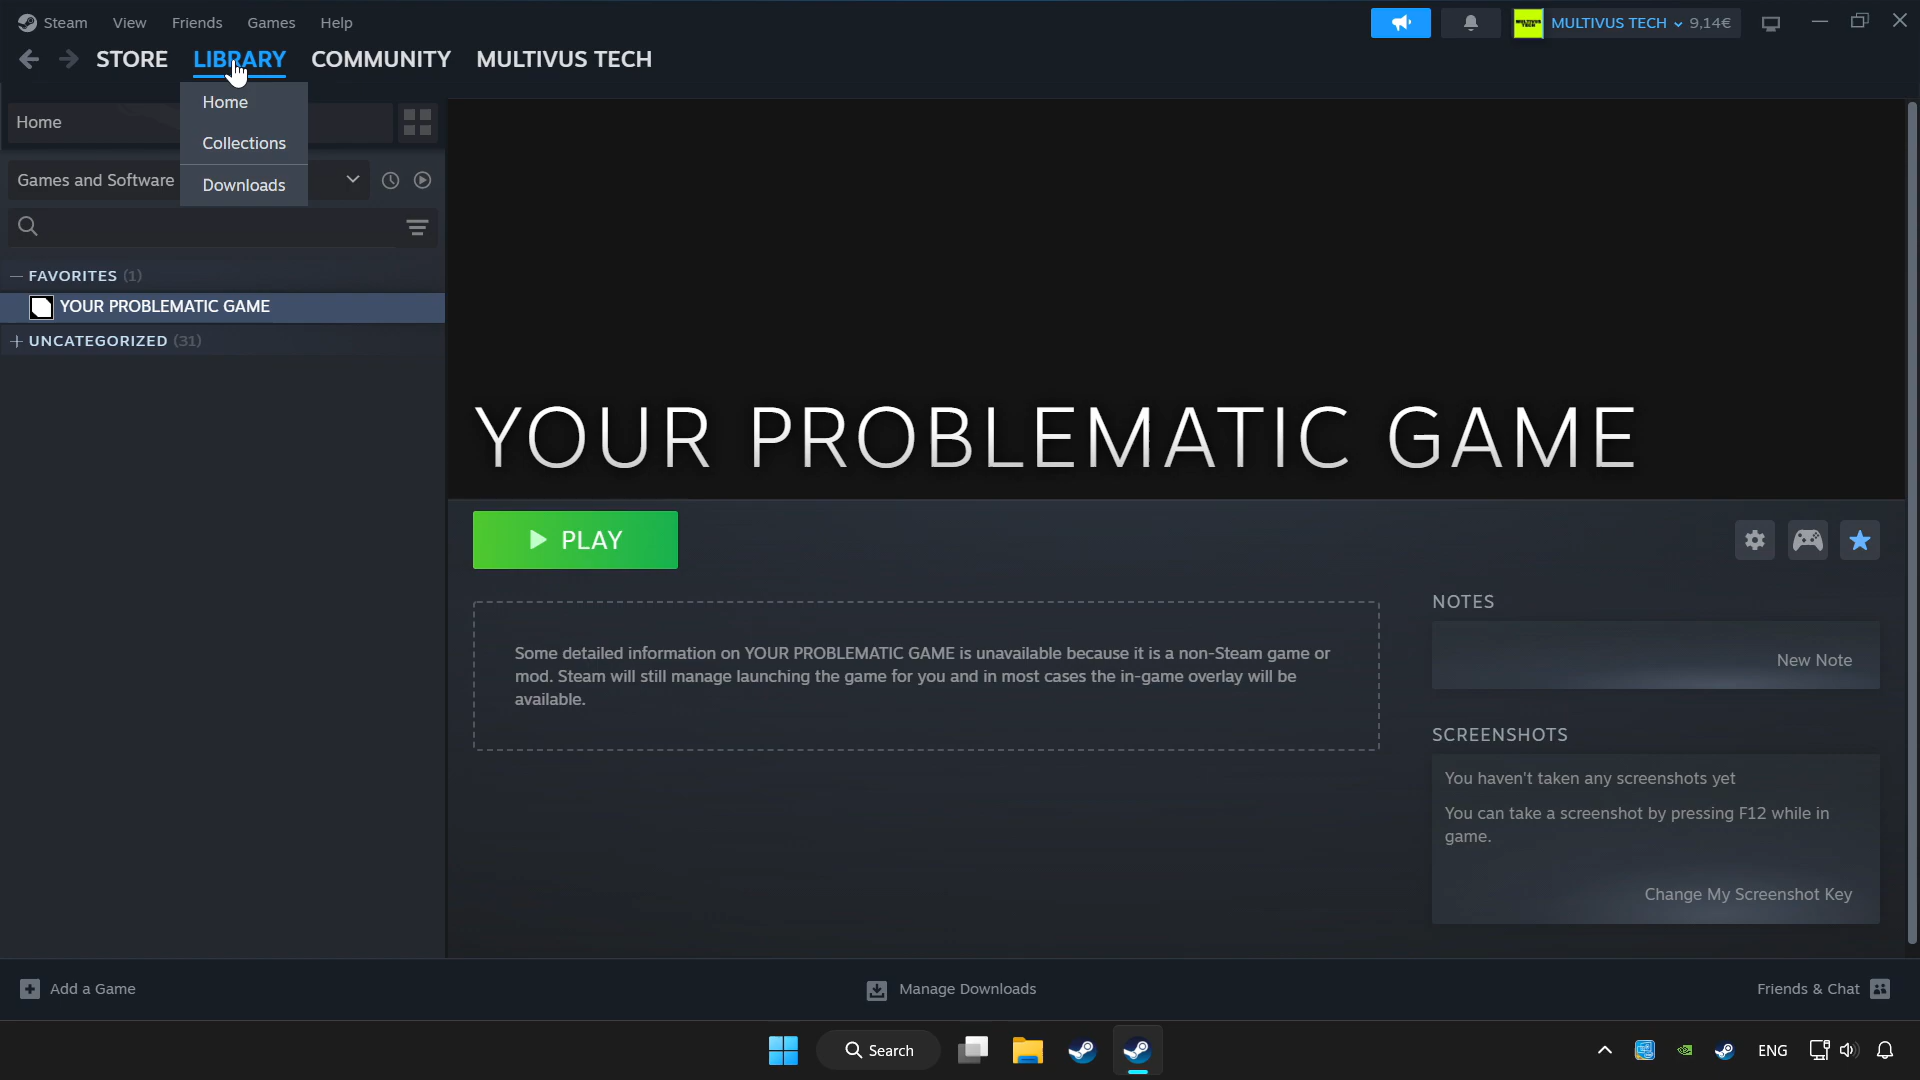 Steam View Friends Games Help
MULTIVUS TECH 9,14€
STORE LIBRARY COMMUNITY MULTIVUS TECH
Home
Collections
Downloads
Home
Games and Software
FAVORITES (1)
YOUR PROBLEMATIC GAME
UNCATEGORIZED (31)
YOUR PROBLEMATIC GAME
PLAY
Some detailed information on YOUR PROBLEMATIC GAME is unavailable because it is a non-Steam game or
mod. Steam will still manage launching the game for you and in most cases the in-game overlay will be
available.
NOTES
New Note
SCREENSHOTS
You haven't taken any screenshots yet
You can take a screenshot by pressing F12 while in
game.
Change My Screenshot Key
Add a Game
Manage Downloads
Friends & Chat
Search
ENG